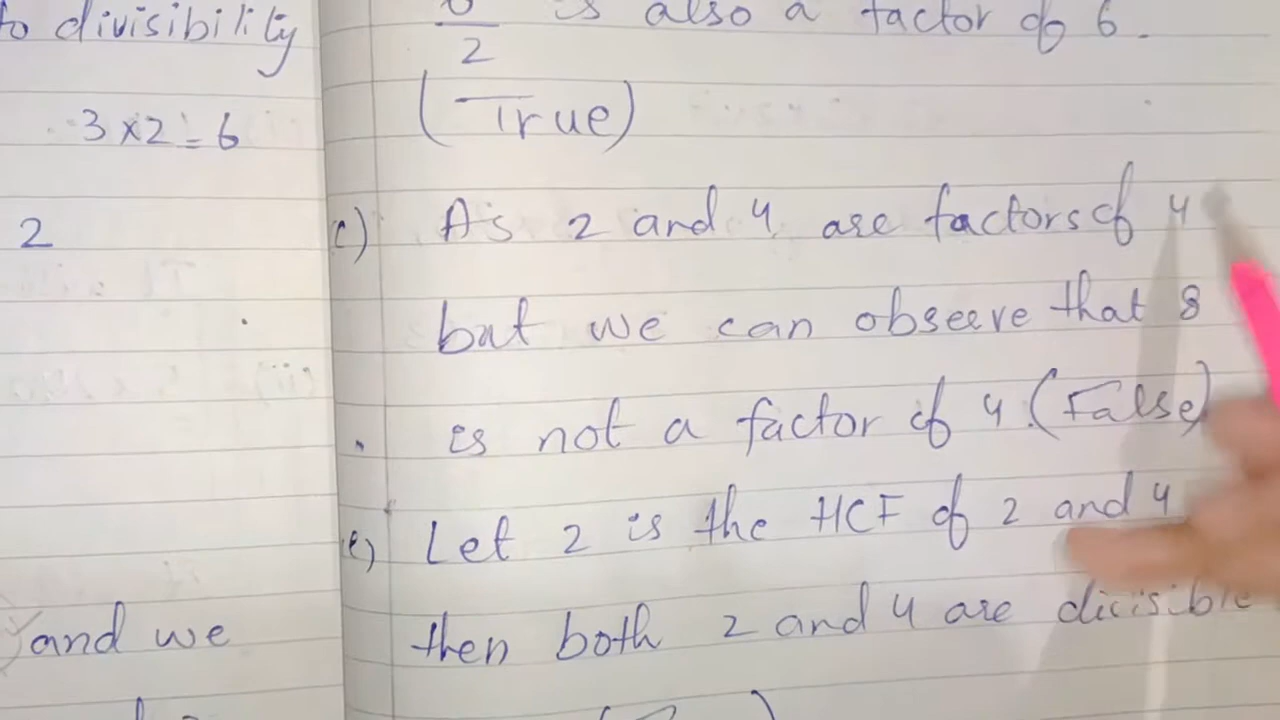 to divisibility
3 x 2 = 6
2
and we
2 is also a factor of 6.
(True)
c) As 2 and 4 are factors of 4
but we can observe that 8
is not a factor of 4. (False)
e) Let 2 is the HCF of 2 and 4
then both 2 and 4 are divisible